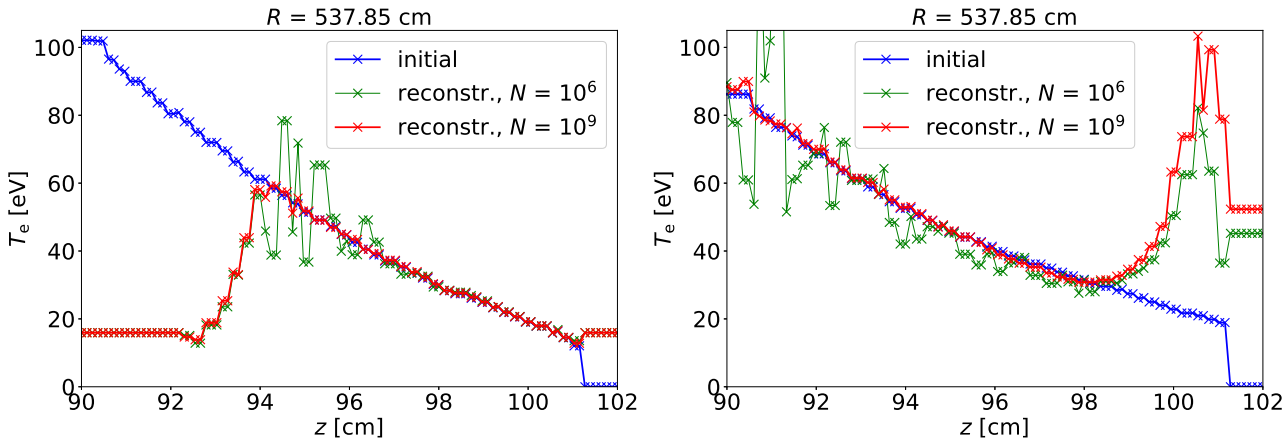 R = 537.85 cm
100
80
60
40
20
0
T_e [eV]
initial
reconstr., N = 10^6
reconstr., N = 10^9
90 92 94 96 98 100 102
z [cm]
R = 537.85 cm
100
80
60
40
20
0
T_e [eV]
initial
reconstr., N = 10^6
reconstr., N = 10^9
90 92 94 96 98 100 102
z [cm]